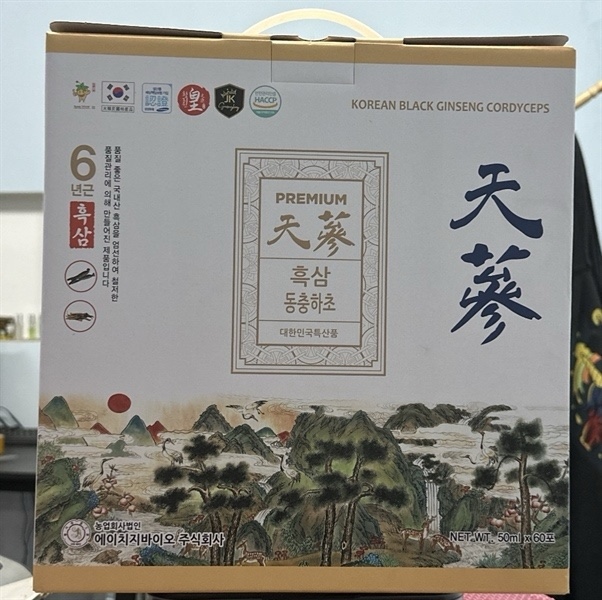 KOREAN BLACK GINSENG CORDYCEPS
HACCP
JK
皇
6
년근
흑삼
품질 좋은 국내산 흑삼을 엄선하여 철저한
품질관리에 의해 만들어진 제품입니다
PREMIUM
天蔘
흑삼
동충하초
대한민국특산품
天蔘
농업회사법인
에이치지바이오 주식회사
NET WT. 50ml x 60포